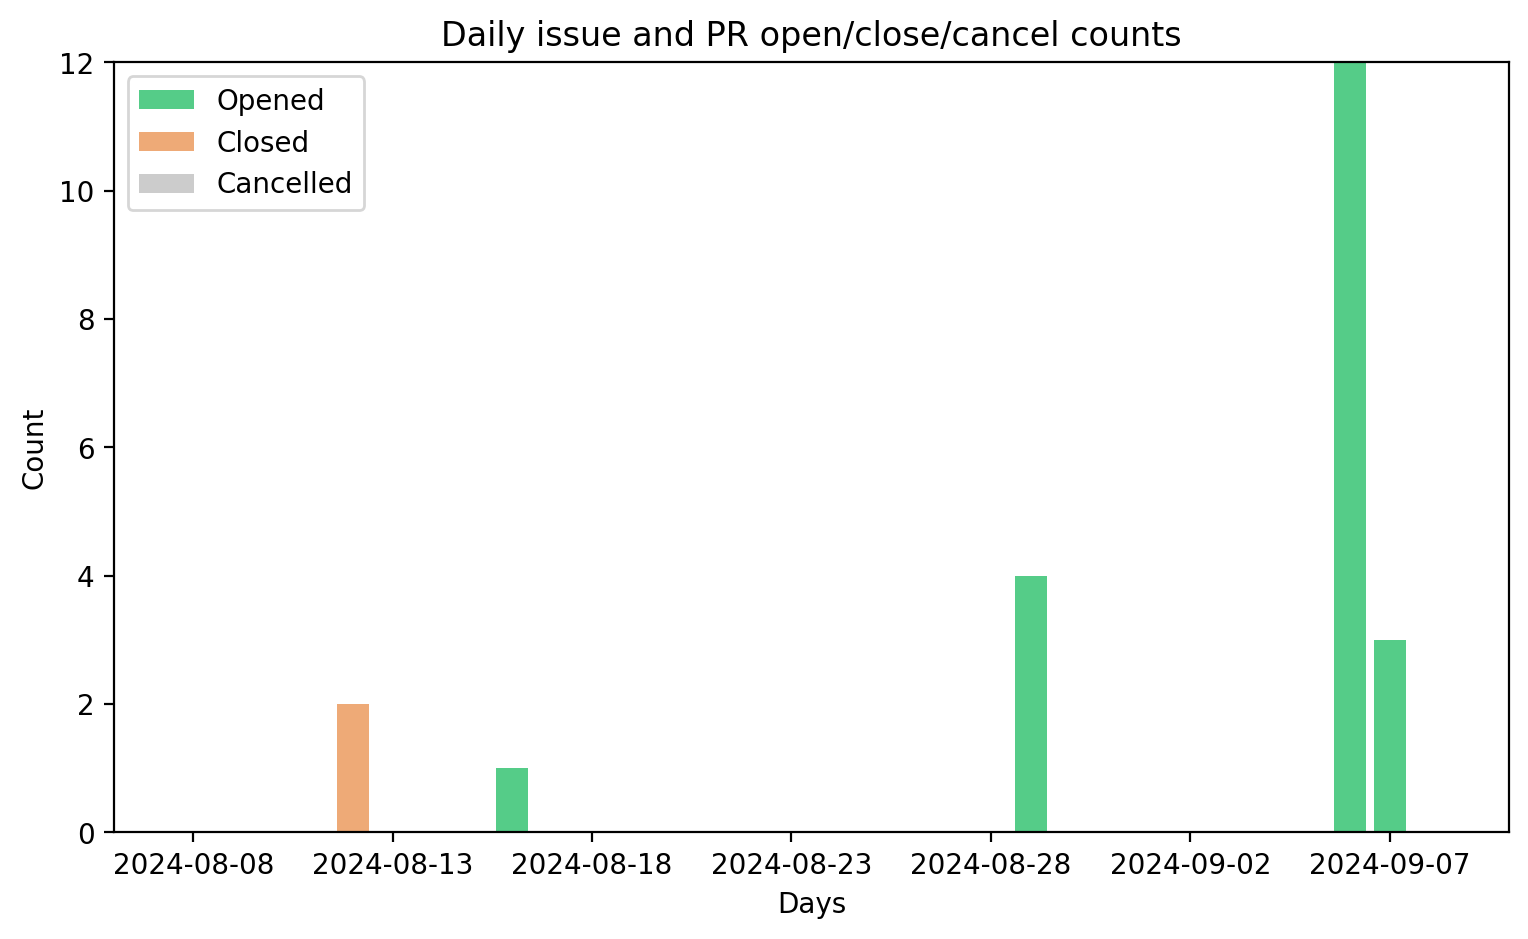 Daily issue and PR open/close/cancel counts
Opened
Closed
Cancelled
12
10
8
6
4
2
0
Count
2024-08-08 2024-08-13 2024-08-18 2024-08-23 2024-08-28 2024-09-02 2024-09-07
Days